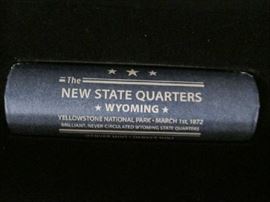 The
NEW STATE QUARTERS
★ WYOMING ★
YELLOWSTONE NATIONAL PARK • MARCH 1st, 1872
BRILLIANT, NEVER CIRCULATED WYOMING STATE QUARTERS